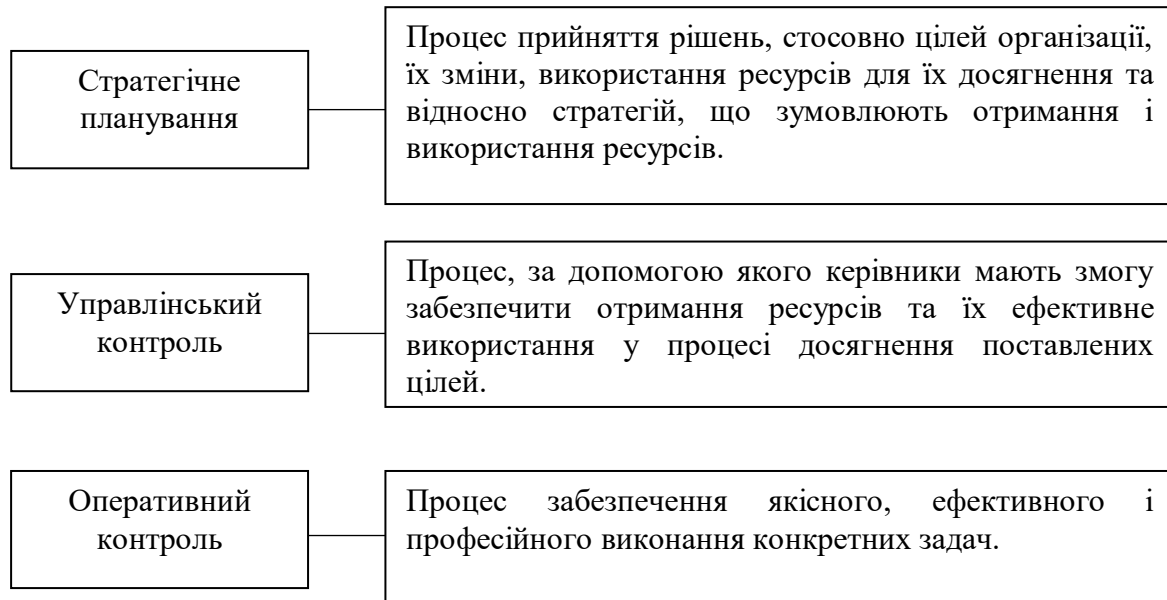 Стратегічне
планування
Процес прийняття рішень, стосовно цілей організації,
їх зміни, використання ресурсів для їх досягнення та
відносно стратегій, що зумовлюють отримання і
використання ресурсів.
Управлінський
контроль
Процес, за допомогою якого керівники мають змогу
забезпечити отримання ресурсів та їх ефективне
використання у процесі досягнення поставлених
цілей.
Оперативний
контроль
Процес забезпечення якісного, ефективного і
професійного виконання конкретних задач.